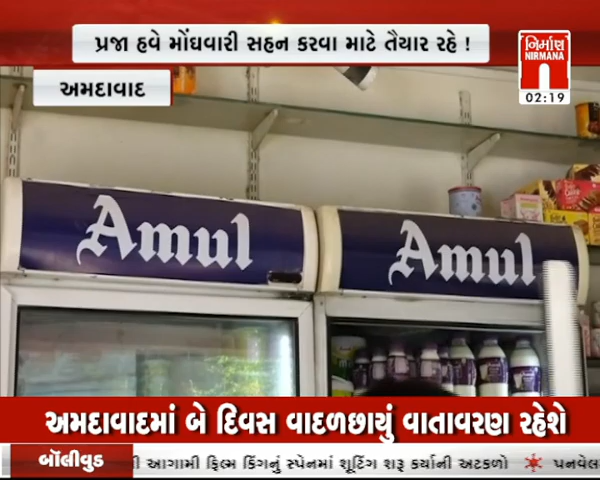 પ્રજા હવે મોંઘવારી સહન કરવા માટે તૈયાર રહે !
નિર્માણ
NIRMANA
02:19
અમદાવાદ
Amul
Amul
અમદાવાદમાં બે દિવસ વાદળછાયું વાતાવરણ રહેશે
બૉલીવુડ
આગામી ફિલ્મ કિંગનું સ્પેનમાં શૂટિંગ શરૂ કર્યાની અટકળો